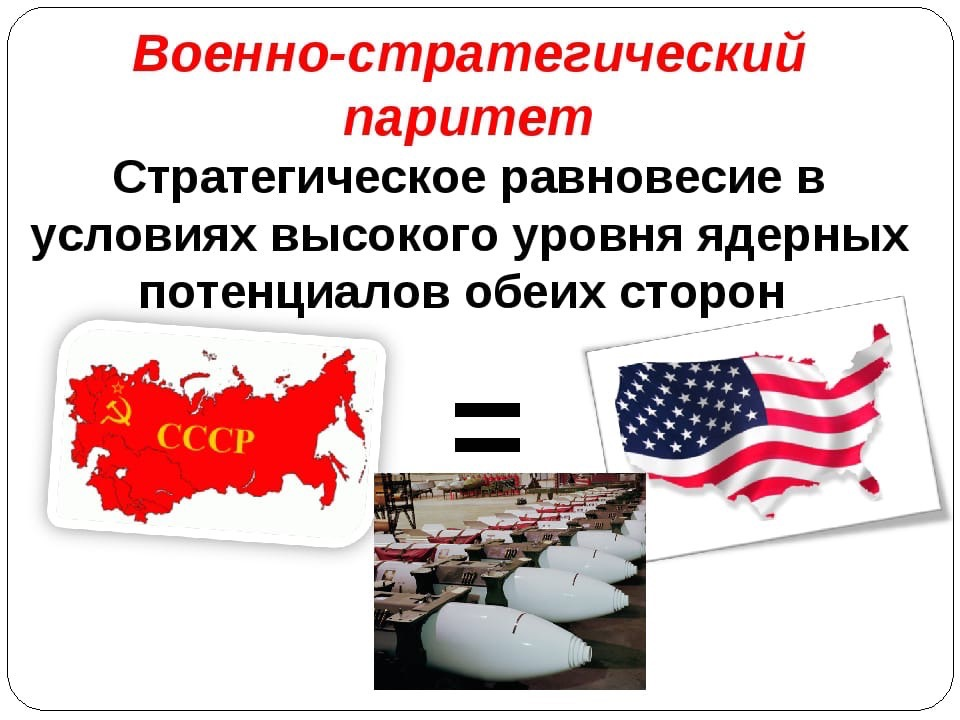 Военно-стратегический
паритет
Стратегическое равновесие в
условиях высокого уровня ядерных
потенциалов обеих сторон
СССР
=